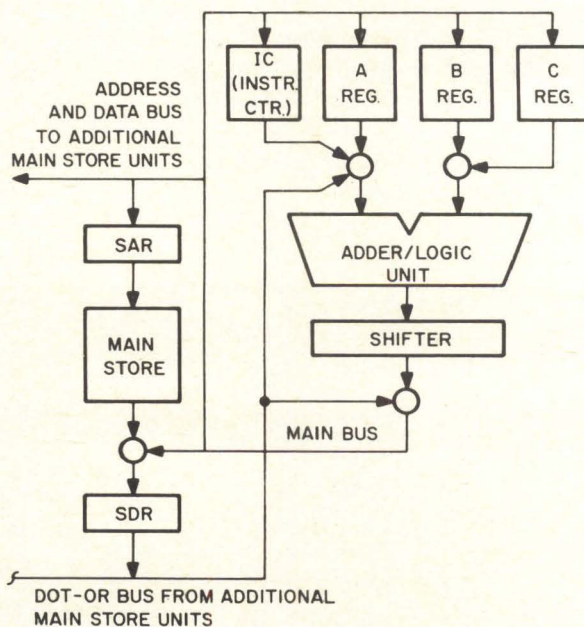 IC
(INSTR.
CTR.)
A
REG.
B
REG.
C
REG.
ADDRESS
AND DATA BUS
TO ADDITIONAL
MAIN STORE UNITS
SAR
ADDER/LOGIC
UNIT
MAIN
STORE
SHIFTER
MAIN BUS
SDR
DOT-OR BUS FROM ADDITIONAL
MAIN STORE UNITS